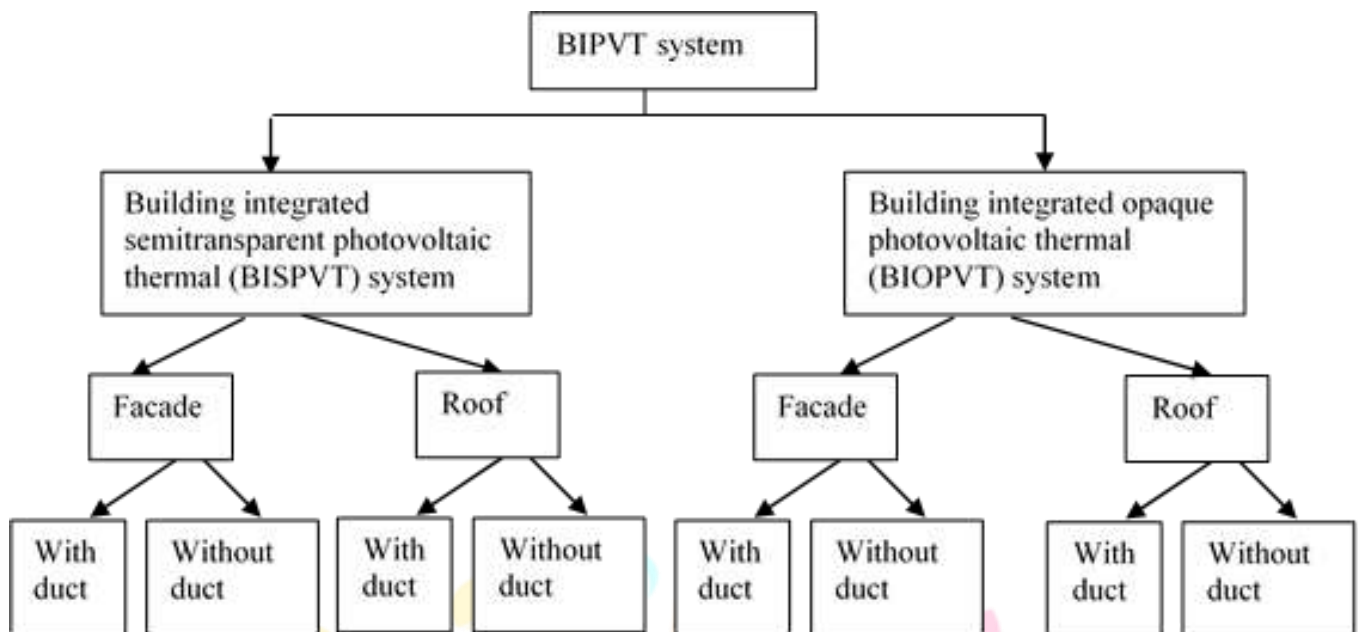 BIPVT system
Building integrated
semitransparent photovoltaic
thermal (BISPVT) system
Building integrated opaque
photovoltaic thermal
(BIOPVT) system
Facade
Roof
Facade
Roof
With
duct
Without
duct
With
duct
Without
duct
With
duct
Without
duct
With
duct
Without
duct